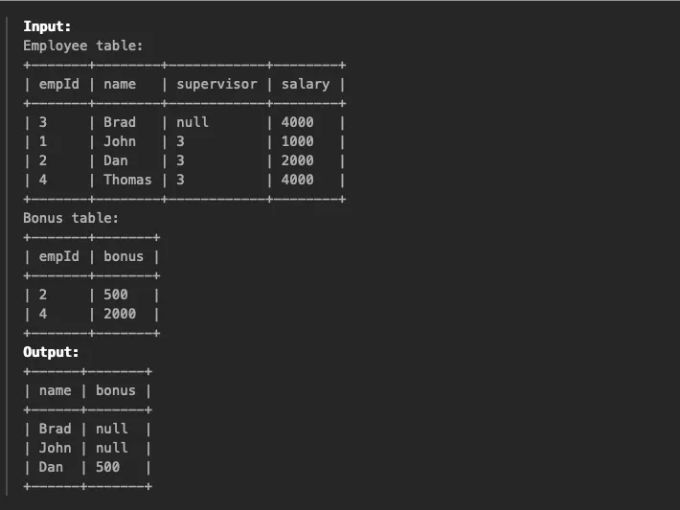 Input:
Employee table:
+-------+--------+------------+--------+
| empId | name   | supervisor | salary |
+-------+--------+------------+--------+
| 3     | Brad   | null       | 4000   |
| 1     | John   | 3          | 1000   |
| 2     | Dan    | 3          | 2000   |
| 4     | Thomas | 3          | 4000   |
+-------+--------+------------+--------+
Bonus table:
+-------+-------+
| empId | bonus |
+-------+-------+
| 2     | 500   |
| 4     | 2000  |
+-------+-------+
Output:
+------+-------+
| name | bonus |
+------+-------+
| Brad | null  |
| John | null  |
| Dan  | 500   |
+------+-------+